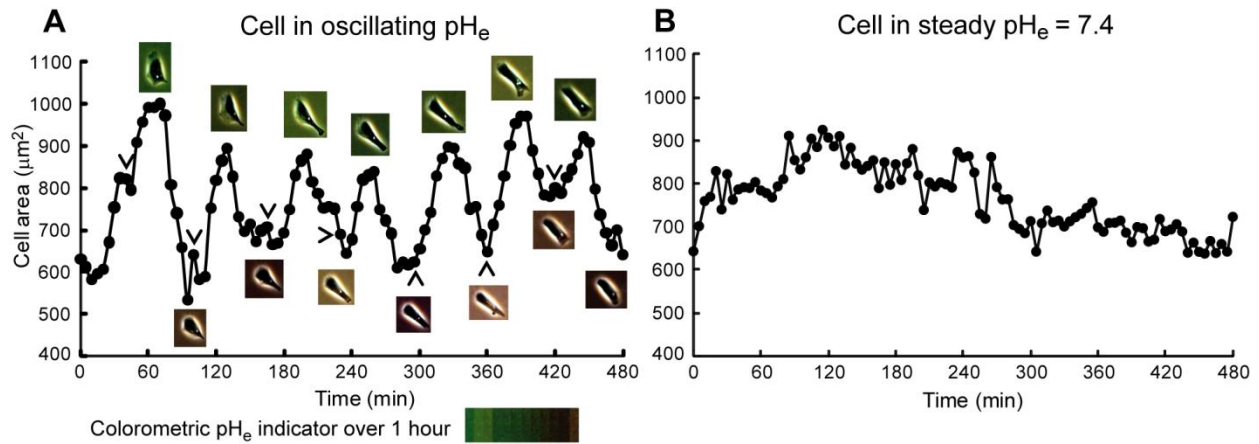 A Cell in oscillating pHe
1100
1000
900
800
700
600
500
400
Cell area (μm²)
0 60 120 180 240 300 360 420 480
Time (min)
Colorometric pHe indicator over 1 hour
B Cell in steady pHe = 7.4
1100
1000
900
800
700
600
500
400
0 60 120 180 240 300 360 420 480
Time (min)